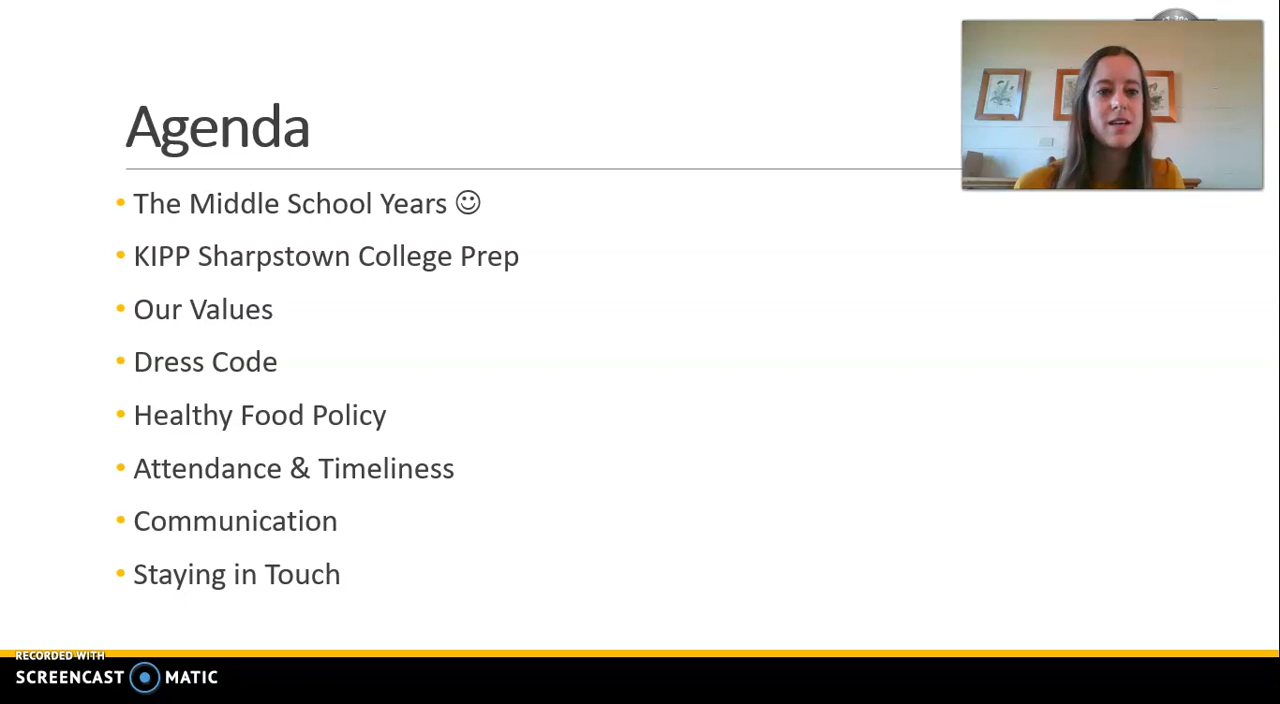 Agenda
• The Middle School Years ☺
• KIPP Sharpstown College Prep
• Our Values
• Dress Code
• Healthy Food Policy
• Attendance & Timeliness
• Communication
• Staying in Touch
RECORDED WITH
SCREENCAST MATIC